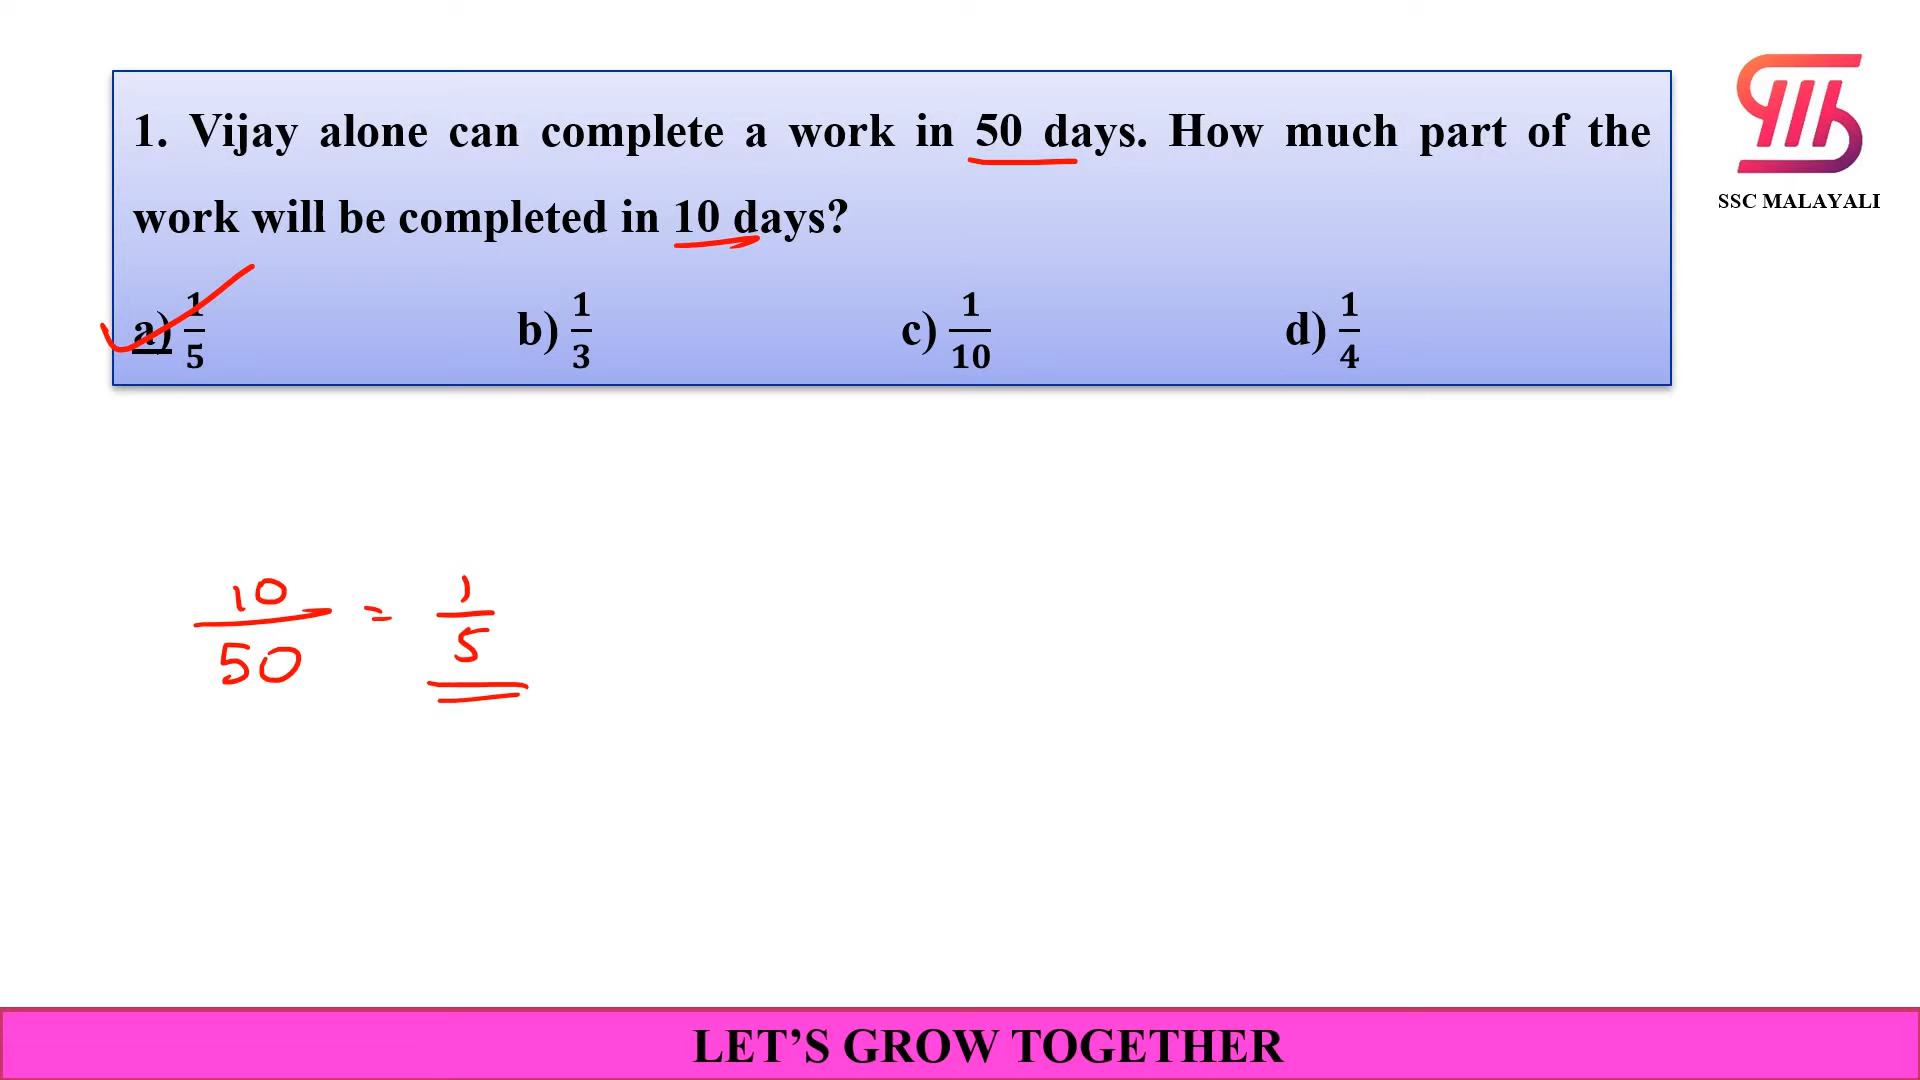 1. Vijay alone can complete a work in 50 days. How much part of the
work will be completed in 10 days?
a) 1/5 b) 1/3 c) 1/10 d) 1/4
SSC MALAYALI
10/50 = 1/5
LET’S GROW TOGETHER